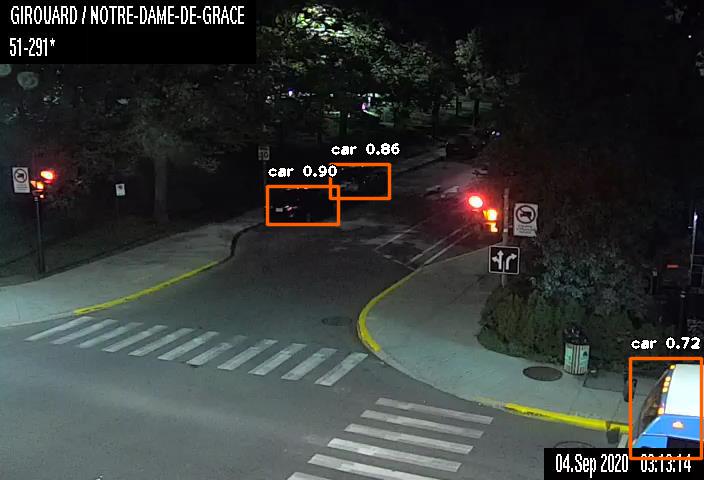 GIROUARD / NOTRE-DAME-DE-GRACE
51-291*
car 0.86
car 0.90
car 0.72
04.Sep 2020 03:13:14